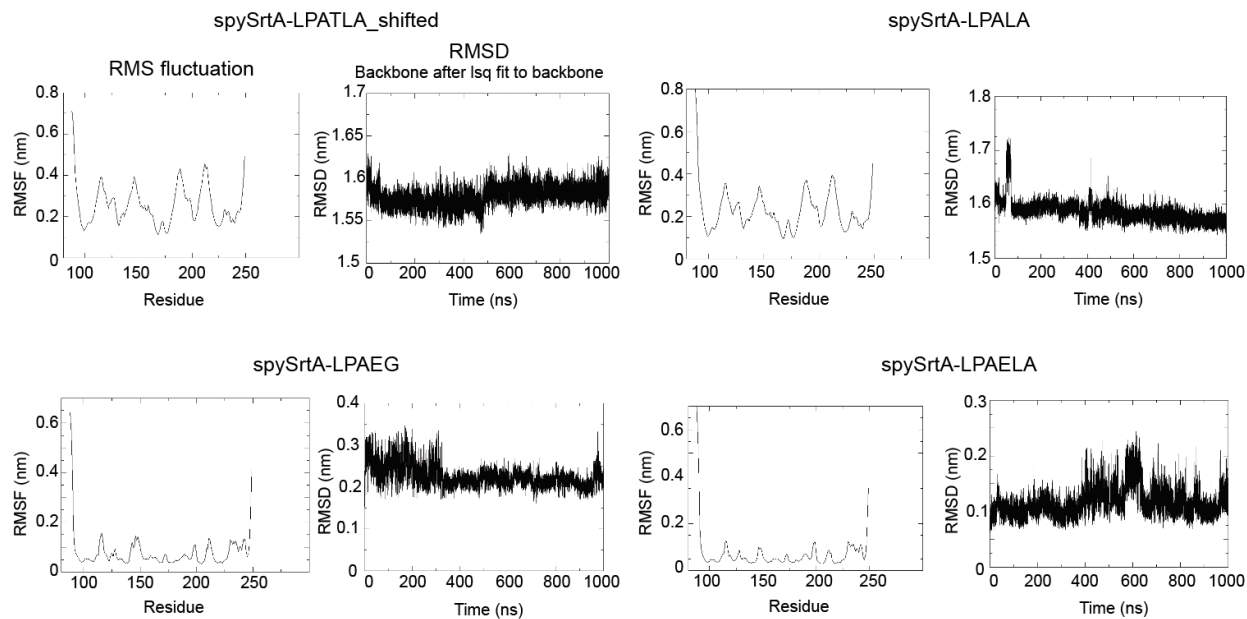 spySrtA-LPATLA_shifted
RMS fluctuation
RMSD
Backbone after lsq fit to backbone
RMSF (nm)
0.8
0.6
0.4
0.2
0
100 150 200 250
Residue
RMSD (nm)
1.7
1.65
1.6
1.55
1.5
0 200 400 600 800 1000
Time (ns)
spySrtA-LPALA
RMSF (nm)
0.8
0.6
0.4
0.2
0
100 150 200 250
Residue
RMSD (nm)
1.8
1.7
1.6
1.5
0 200 400 600 800 1000
Time (ns)
spySrtA-LPAEG
RMSF (nm)
0.6
0.4
0.2
0
100 150 200 250
Residue
RMSD (nm)
0.4
0.3
0.2
0.1
0
0 200 400 600 800 1000
Time (ns)
spySrtA-LPAELA
RMSF (nm)
0.6
0.4
0.2
0
100 150 200 250
Residue
RMSD (nm)
0.3
0.2
0.1
0
0 200 400 600 800 1000
Time (ns)